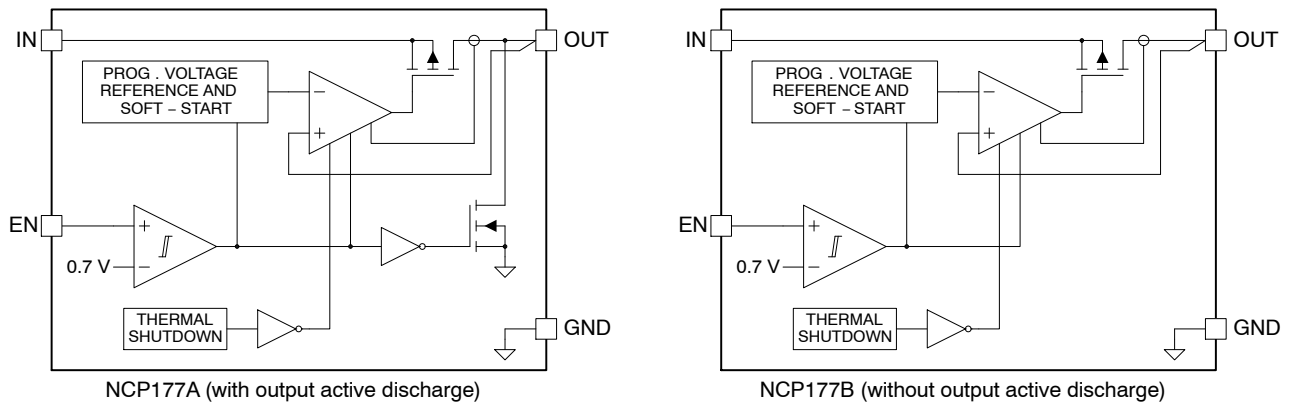 IN
OUT
PROG . VOLTAGE
REFERENCE AND
SOFT – START
−
+
EN
+
0.7 V
−
THERMAL
SHUTDOWN
GND
NCP177A (with output active discharge)
IN
OUT
PROG . VOLTAGE
REFERENCE AND
SOFT – START
−
+
EN
+
0.7 V
−
THERMAL
SHUTDOWN
GND
NCP177B (without output active discharge)